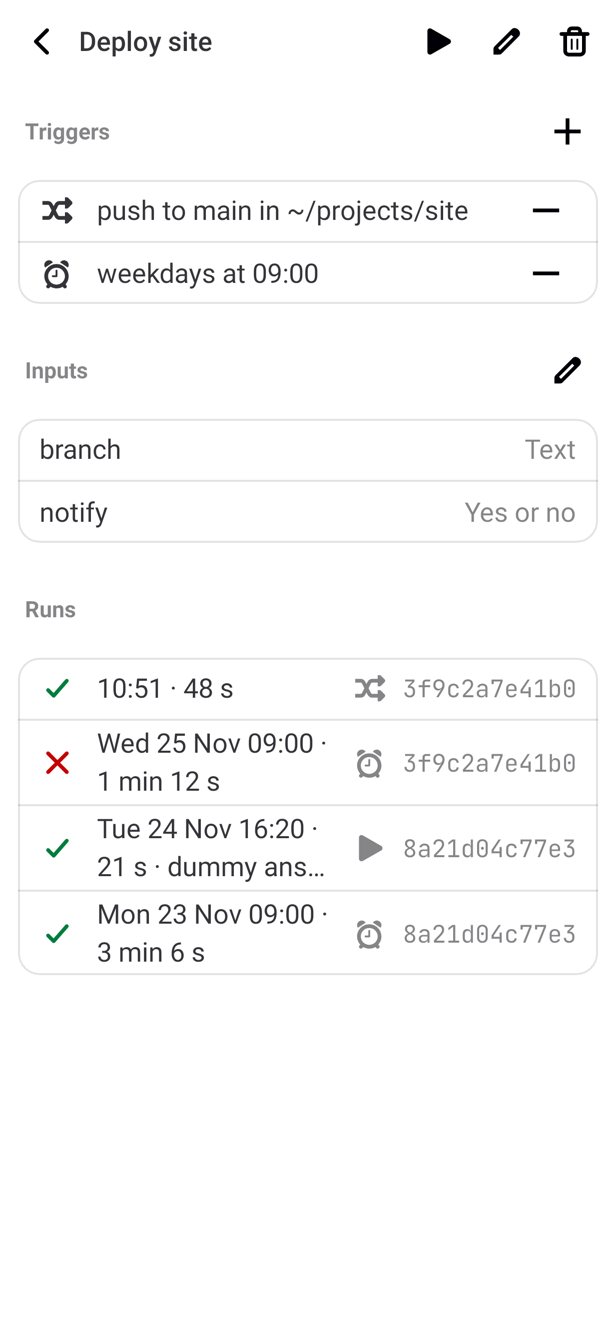 Deploy site
Triggers
push to main in ~/projects/site
weekdays at 09:00
Inputs
branch Text
notify Yes or no
Runs
10:51 · 48 s 3f9c2a7e41b0
Wed 25 Nov 09:00 ·
1 min 12 s 3f9c2a7e41b0
Tue 24 Nov 16:20 ·
21 s · dummy ans... 8a21d04c77e3
Mon 23 Nov 09:00 ·
3 min 6 s 8a21d04c77e3